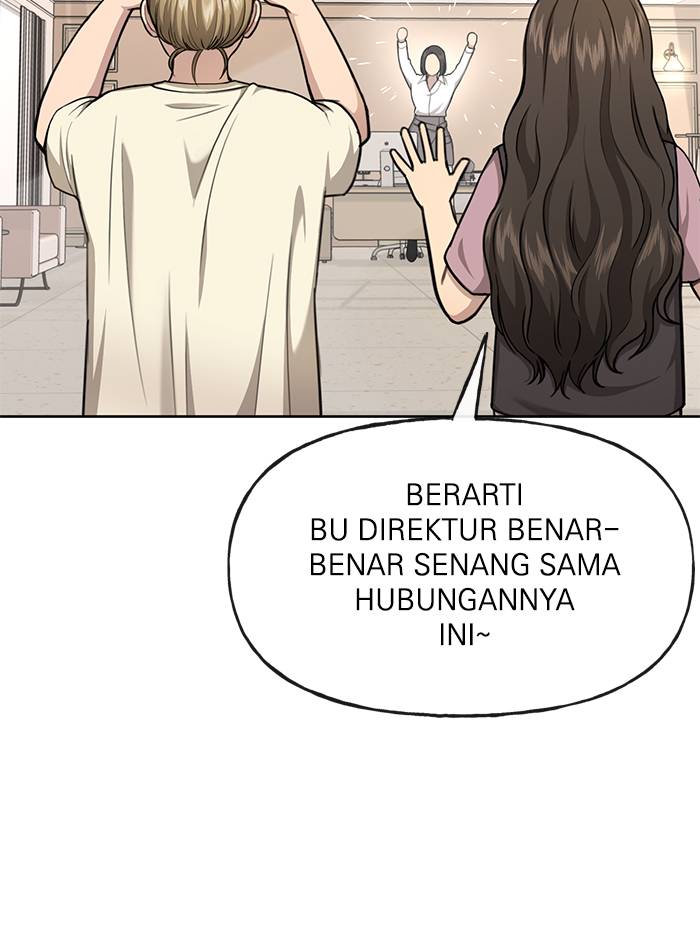 BERARTI
BU DIREKTUR BENAR-
BENAR SENANG SAMA
HUBUNGANNYA
INI~